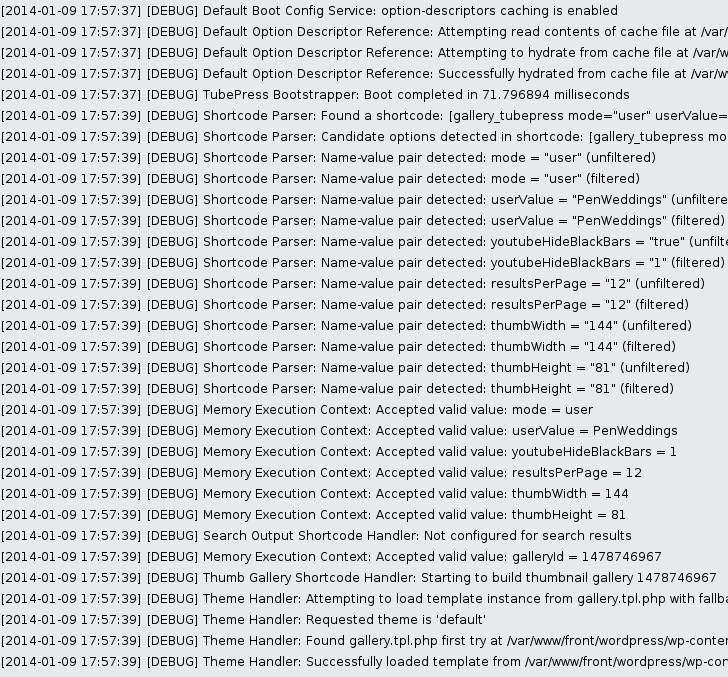 [2014-01-09 17:57:37] [DEBUG] Default Boot Config Service: option-descriptors caching is enabled
[2014-01-09 17:57:37] [DEBUG] Default Option Descriptor Reference: Attempting read contents of cache file at /var/
[2014-01-09 17:57:37] [DEBUG] Default Option Descriptor Reference: Attempting to hydrate from cache file at /var/w
[2014-01-09 17:57:37] [DEBUG] Default Option Descriptor Reference: Successfully hydrated from cache file at /var/w
[2014-01-09 17:57:37] [DEBUG] TubePress Bootstrapper: Boot completed in 71.796894 milliseconds
[2014-01-09 17:57:39] [DEBUG] Shortcode Parser: Found a shortcode: [gallery_tubepress mode="user" userValue=
[2014-01-09 17:57:39] [DEBUG] Shortcode Parser: Candidate options detected in shortcode: [gallery_tubepress mo
[2014-01-09 17:57:39] [DEBUG] Shortcode Parser: Name-value pair detected: mode = "user" (unfiltered)
[2014-01-09 17:57:39] [DEBUG] Shortcode Parser: Name-value pair detected: mode = "user" (filtered)
[2014-01-09 17:57:39] [DEBUG] Shortcode Parser: Name-value pair detected: userValue = "PenWeddings" (unfiltere
[2014-01-09 17:57:39] [DEBUG] Shortcode Parser: Name-value pair detected: userValue = "PenWeddings" (filtered)
[2014-01-09 17:57:39] [DEBUG] Shortcode Parser: Name-value pair detected: youtubeHideBlackBars = "true" (unfilte
[2014-01-09 17:57:39] [DEBUG] Shortcode Parser: Name-value pair detected: youtubeHideBlackBars = "1" (filtered)
[2014-01-09 17:57:39] [DEBUG] Shortcode Parser: Name-value pair detected: resultsPerPage = "12" (unfiltered)
[2014-01-09 17:57:39] [DEBUG] Shortcode Parser: Name-value pair detected: resultsPerPage = "12" (filtered)
[2014-01-09 17:57:39] [DEBUG] Shortcode Parser: Name-value pair detected: thumbWidth = "144" (unfiltered)
[2014-01-09 17:57:39] [DEBUG] Shortcode Parser: Name-value pair detected: thumbWidth = "144" (filtered)
[2014-01-09 17:57:39] [DEBUG] Shortcode Parser: Name-value pair detected: thumbHeight = "81" (unfiltered)
[2014-01-09 17:57:39] [DEBUG] Shortcode Parser: Name-value pair detected: thumbHeight = "81" (filtered)
[2014-01-09 17:57:39] [DEBUG] Memory Execution Context: Accepted valid value: mode = user
[2014-01-09 17:57:39] [DEBUG] Memory Execution Context: Accepted valid value: userValue = PenWeddings
[2014-01-09 17:57:39] [DEBUG] Memory Execution Context: Accepted valid value: youtubeHideBlackBars = 1
[2014-01-09 17:57:39] [DEBUG] Memory Execution Context: Accepted valid value: resultsPerPage = 12
[2014-01-09 17:57:39] [DEBUG] Memory Execution Context: Accepted valid value: thumbWidth = 144
[2014-01-09 17:57:39] [DEBUG] Memory Execution Context: Accepted valid value: thumbHeight = 81
[2014-01-09 17:57:39] [DEBUG] Search Output Shortcode Handler: Not configured for search results
[2014-01-09 17:57:39] [DEBUG] Memory Execution Context: Accepted valid value: galleryId = 1478746967
[2014-01-09 17:57:39] [DEBUG] Thumb Gallery Shortcode Handler: Starting to build thumbnail gallery 1478746967
[2014-01-09 17:57:39] [DEBUG] Theme Handler: Attempting to load template instance from gallery.tpl.php with fallba
[2014-01-09 17:57:39] [DEBUG] Theme Handler: Requested theme is 'default'
[2014-01-09 17:57:39] [DEBUG] Theme Handler: Found gallery.tpl.php first try at /var/www/front/wordpress/wp-conter
[2014-01-09 17:57:39] [DEBUG] Theme Handler: Successfully loaded template from /var/www/front/wordpress/wp-cor